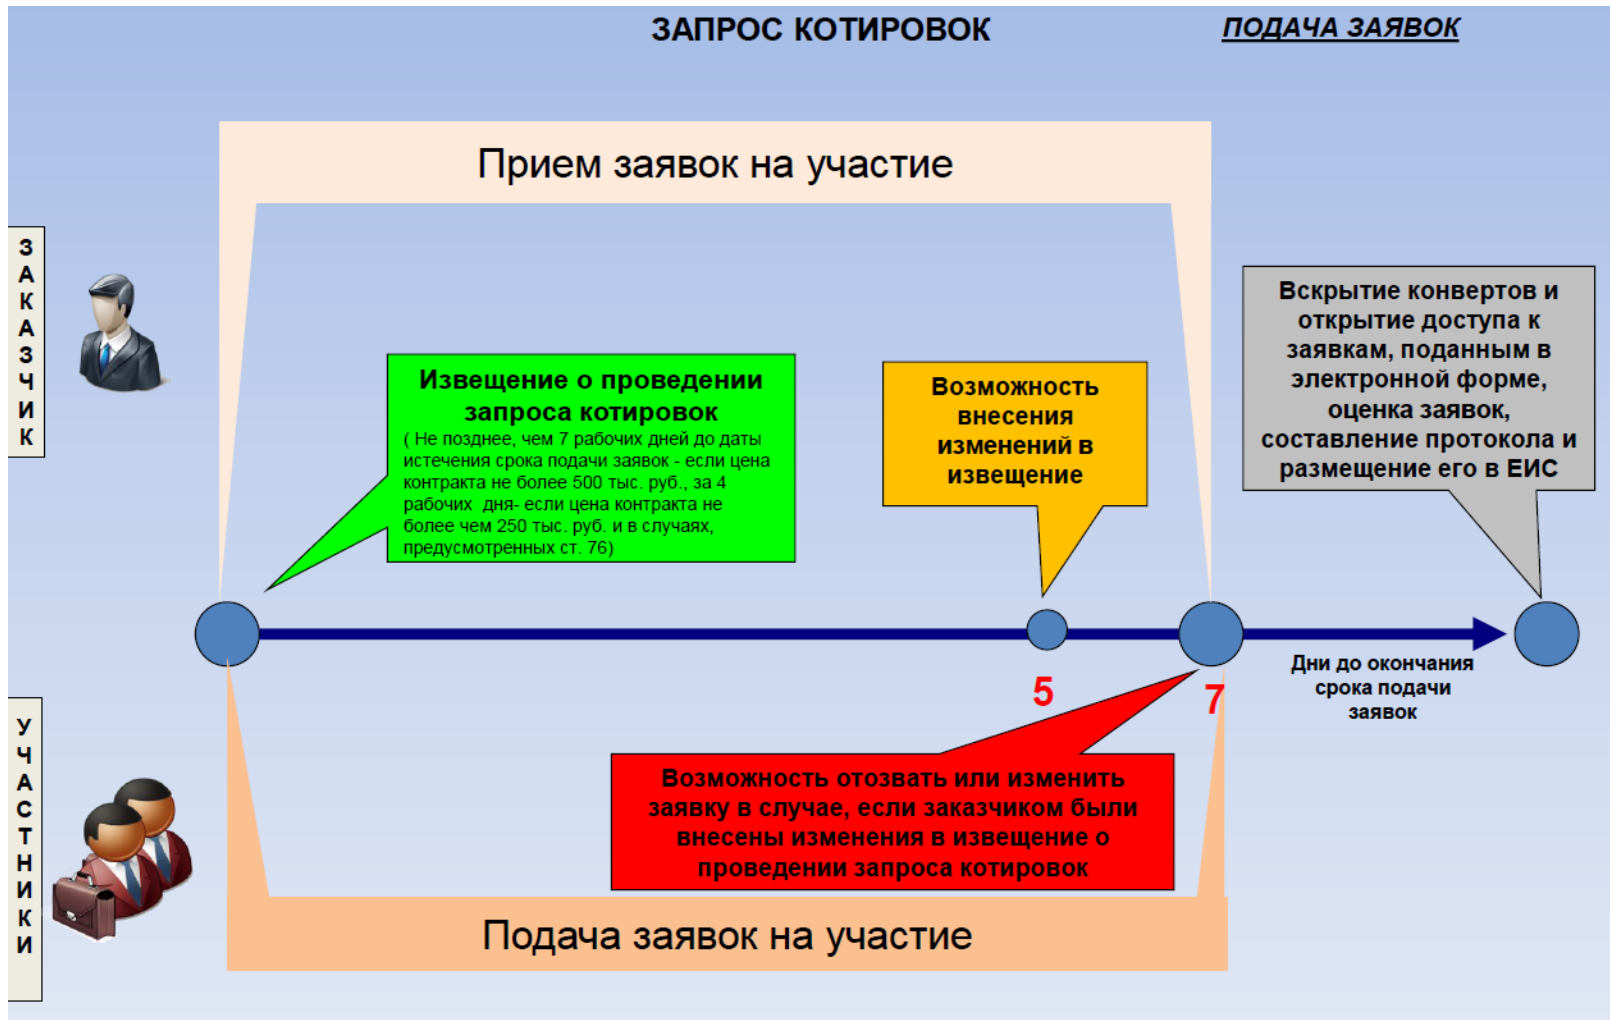 ЗАПРОС КОТИРОВОК
ПОДАЧА ЗАЯВОК
Прием заявок на участие
ЗАКАЗЧИК
Извещение о проведении
запроса котировок
( Не позднее, чем 7 рабочих дней до даты
истечения срока подачи заявок - если цена
контракта не более 500 тыс. руб., за 4
рабочих дня- если цена контракта не
более чем 250 тыс. руб. и в случаях,
предусмотренных ст. 76)
Возможность
внесения
изменений в
извещение
Вскрытие конвертов и
открытие доступа к
заявкам, поданным в
электронной форме,
оценка заявок,
составление протокола и
размещение его в ЕИС
5
7
Дни до окончания
срока подачи
заявок
УЧАСТНИКИ
Возможность отозвать или изменить
заявку в случае, если заказчиком были
внесены изменения в извещение о
проведении запроса котировок
Подача заявок на участие